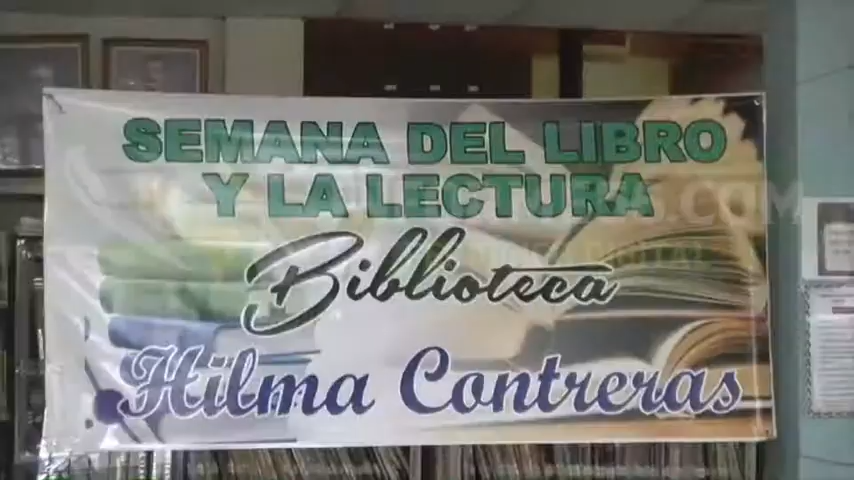 SEMANA DEL LIBRO
Y LA LECTURA
Biblioteca
Hilma Contreras